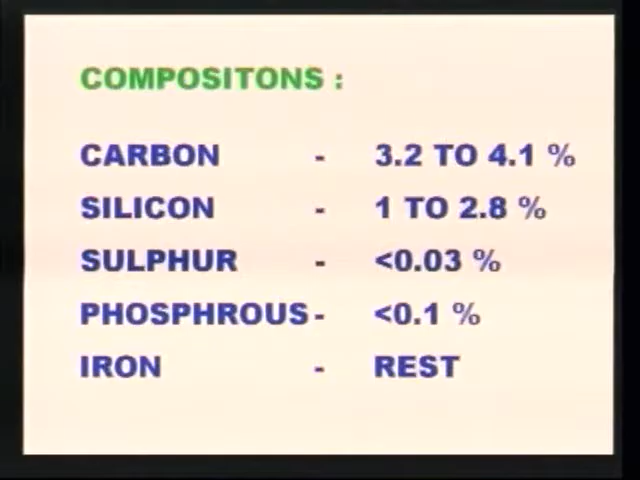 COMPOSITONS :
CARBON - 3.2 TO 4.1 %
SILICON - 1 TO 2.8 %
SULPHUR - <0.03 %
PHOSPHROUS - <0.1 %
IRON - REST